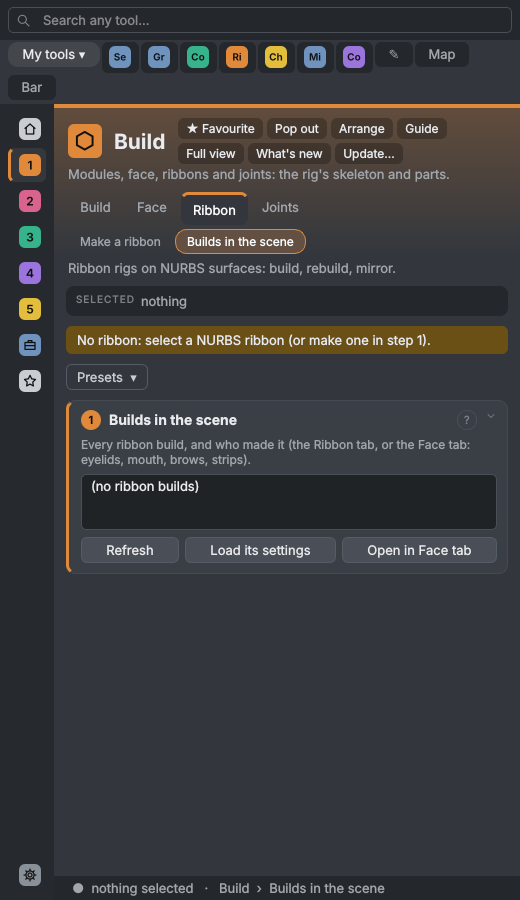 Search any tool...
My tools ▾ Se Gr Co Ri Ch Mi Co ✎ Map
Bar
Build
★ Favourite Pop out Arrange Guide
Full view What's new Update...
Modules, face, ribbons and joints: the rig's skeleton and parts.
Build Face Ribbon Joints
Make a ribbon Builds in the scene
Ribbon rigs on NURBS surfaces: build, rebuild, mirror.
SELECTED nothing
No ribbon: select a NURBS ribbon (or make one in step 1).
Presets ▾
1 Builds in the scene ?
Every ribbon build, and who made it (the Ribbon tab, or the Face tab:
eyelids, mouth, brows, strips).
(no ribbon builds)
Refresh Load its settings Open in Face tab
1
2
3
4
5
nothing selected · Build › Builds in the scene